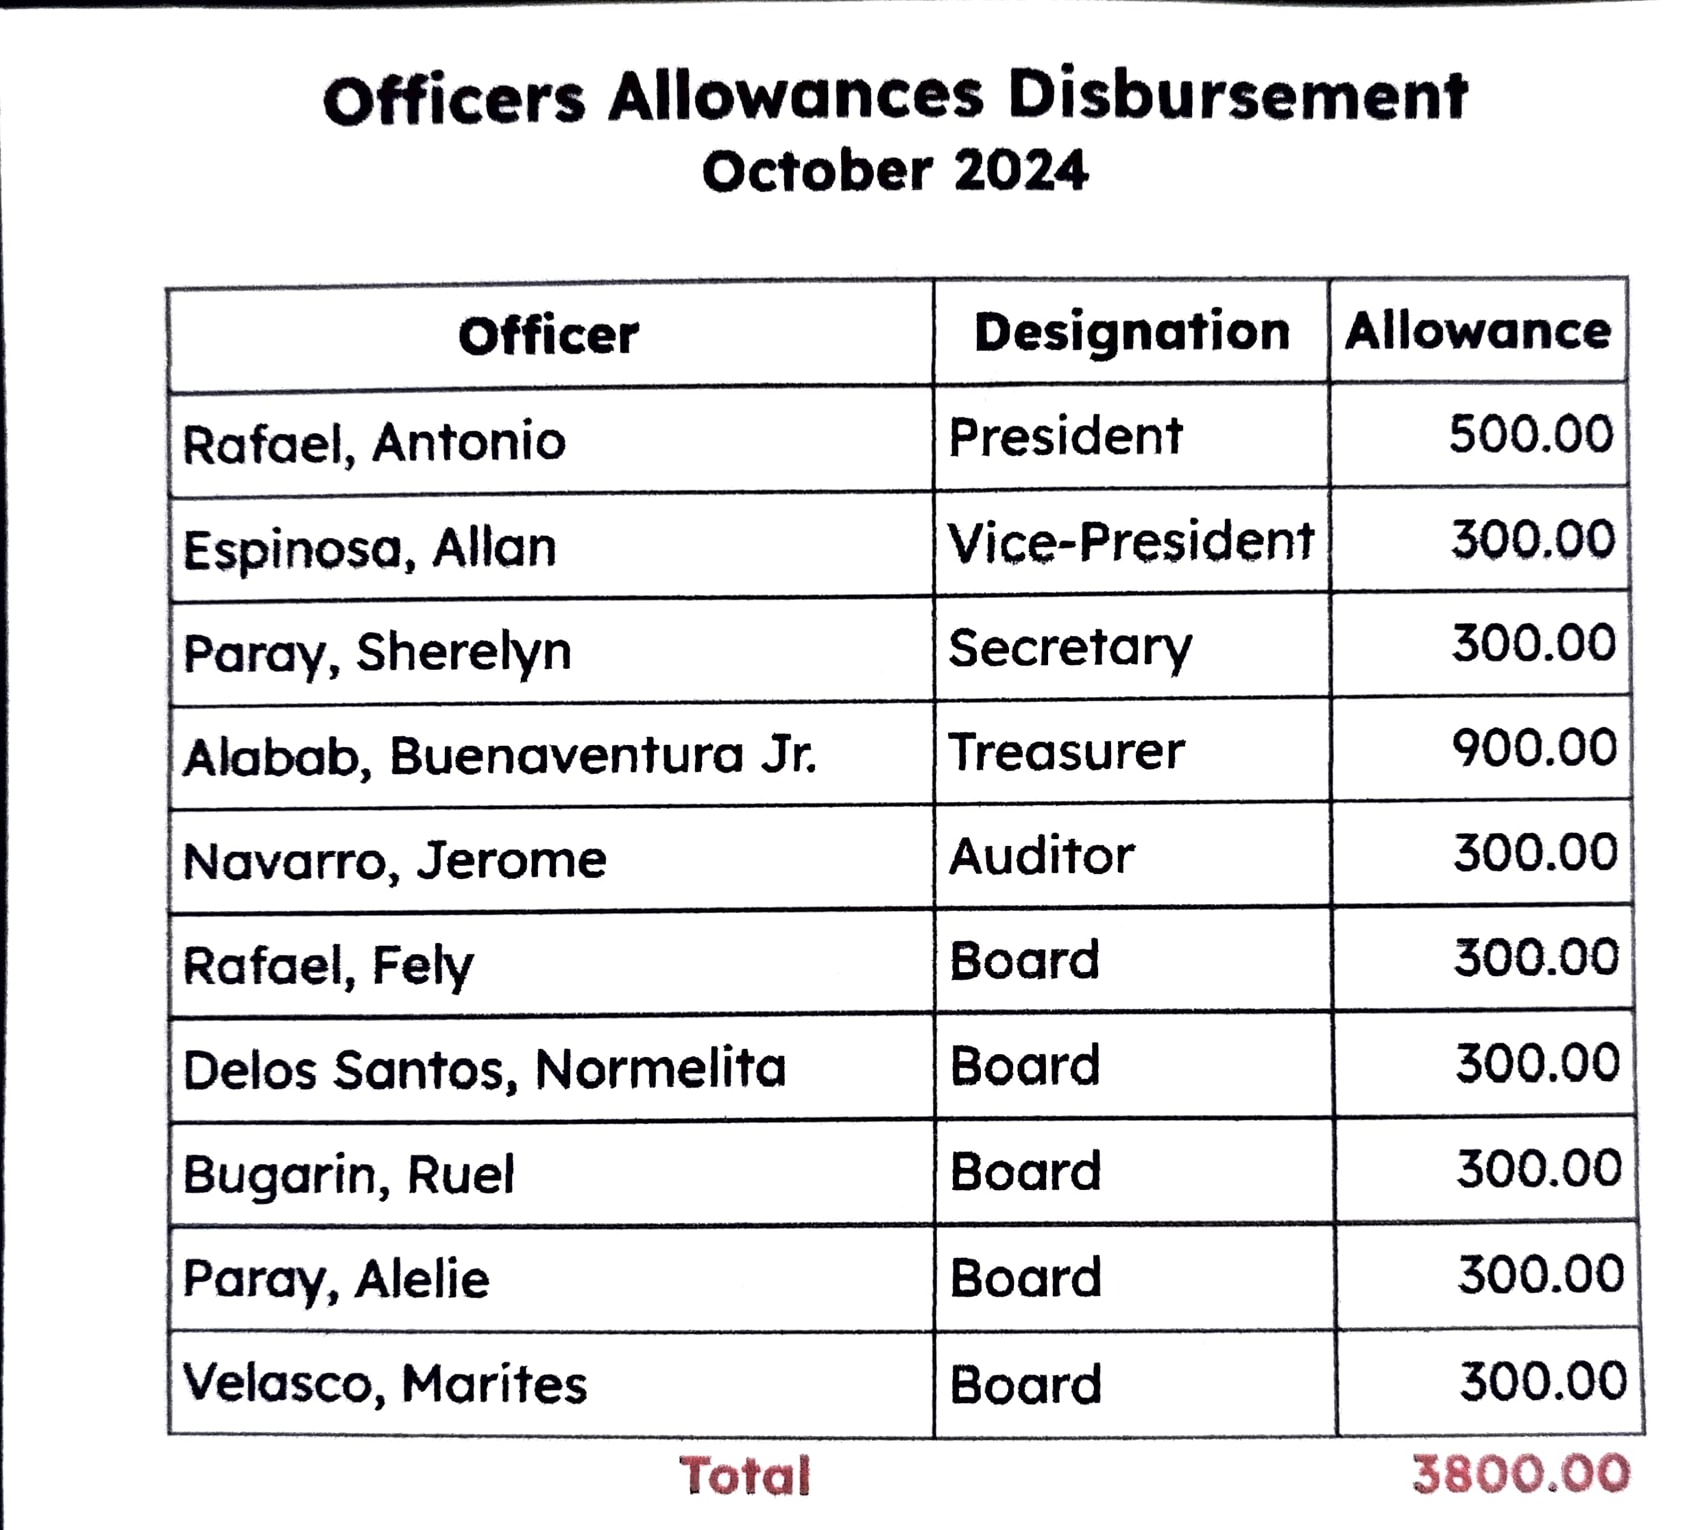 Officers Allowances Disbursement
October 2024
Officer Designation Allowance
Rafael, Antonio President 500.00
Espinosa, Allan Vice-President 300.00
Paray, Sherelyn Secretary 300.00
Alabab, Buenaventura Jr. Treasurer 900.00
Navarro, Jerome Auditor 300.00
Rafael, Fely Board 300.00
Delos Santos, Normelita Board 300.00
Bugarin, Ruel Board 300.00
Paray, Alelie Board 300.00
Velasco, Marites Board 300.00
Total 3800.00